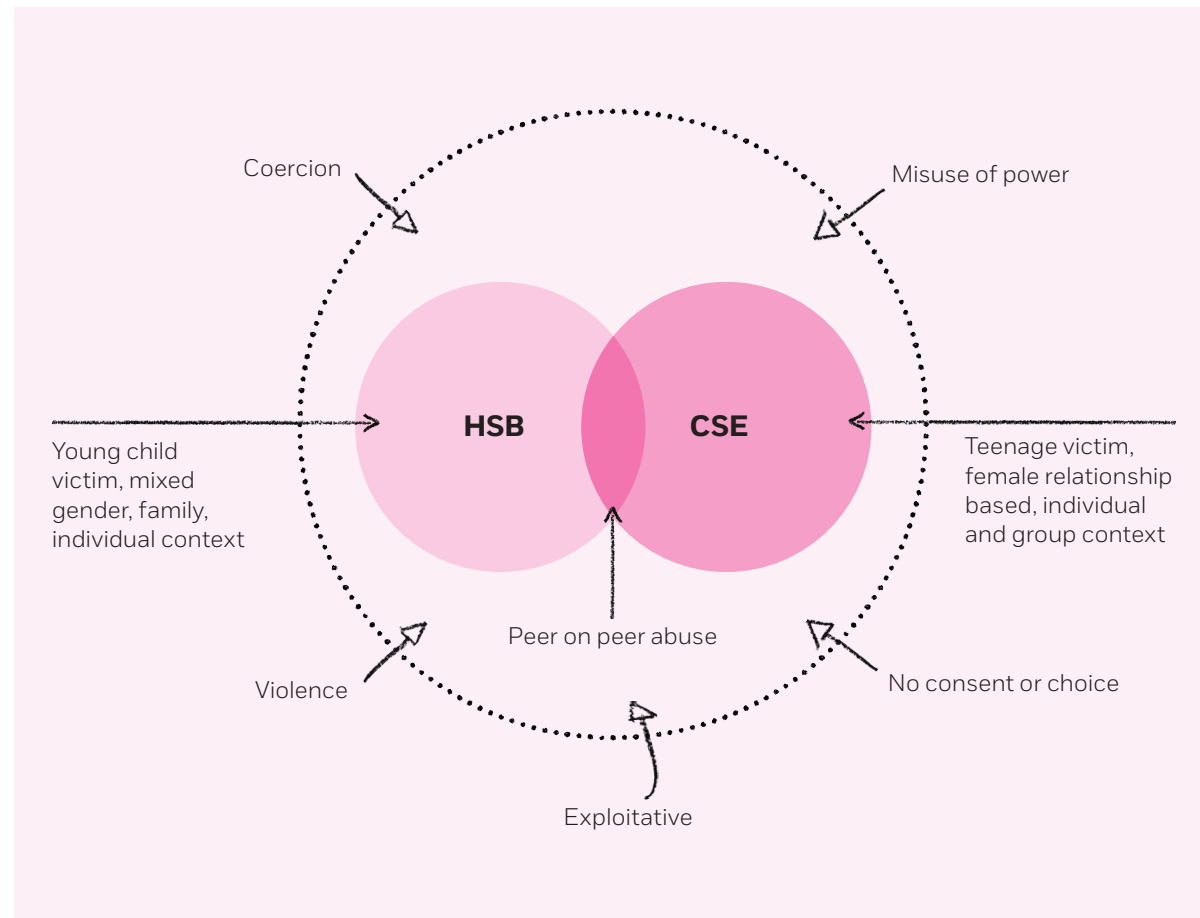 Coercion
Misuse of power
HSB
CSE
Young child
victim, mixed
gender, family,
individual context
Teenage victim,
female relationship
based, individual
and group context
Peer on peer abuse
Violence
No consent or choice
Exploitative